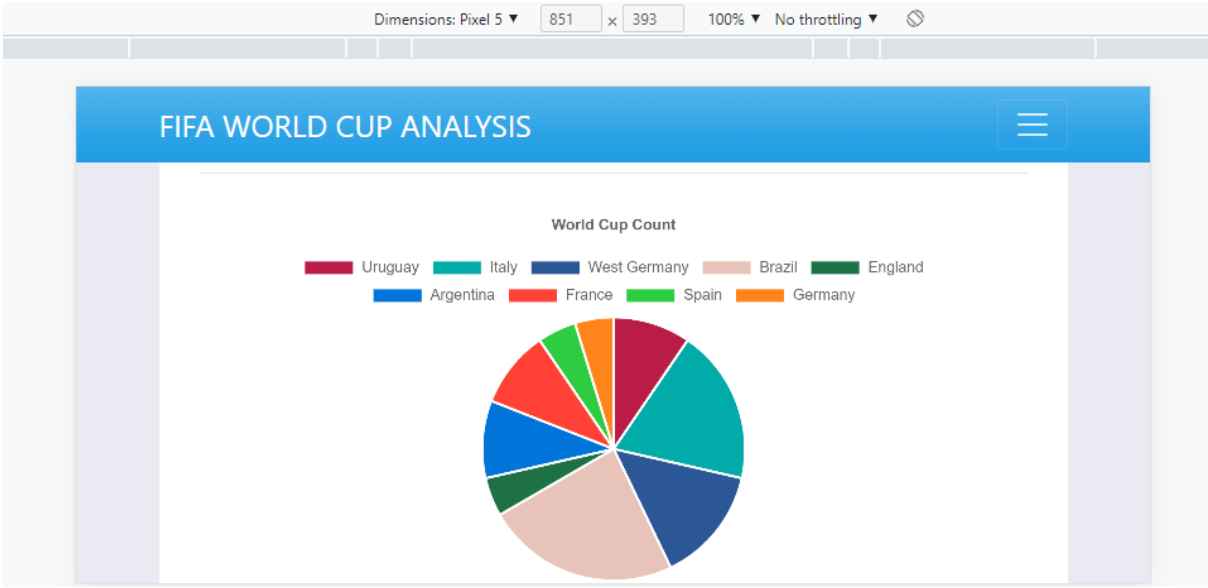 Dimensions: Pixel 5 ▼ 851 × 393 100% ▼ No throttling ▼
FIFA WORLD CUP ANALYSIS
World Cup Count
Uruguay Italy West Germany Brazil England
Argentina France Spain Germany